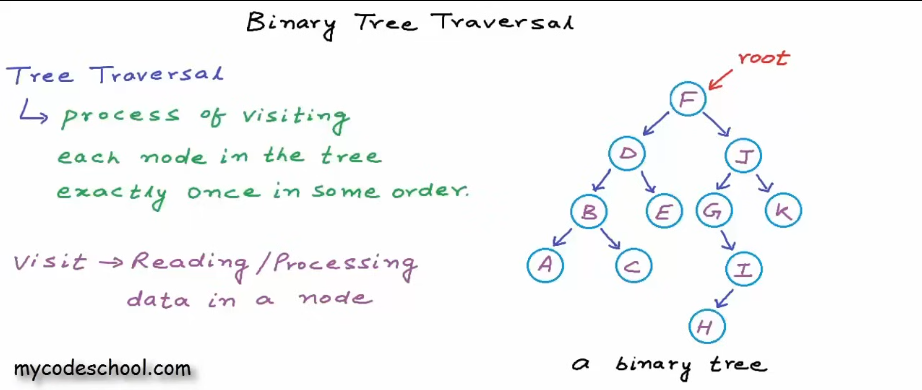 Binary Tree Traversal
Tree Traversal
process of visiting
each node in the tree
exactly once in some order.
Visit → Reading/Processing
data in a node
mycodeschool.com
root
F
D
J
B
E
G
K
A
C
I
H
a binary tree